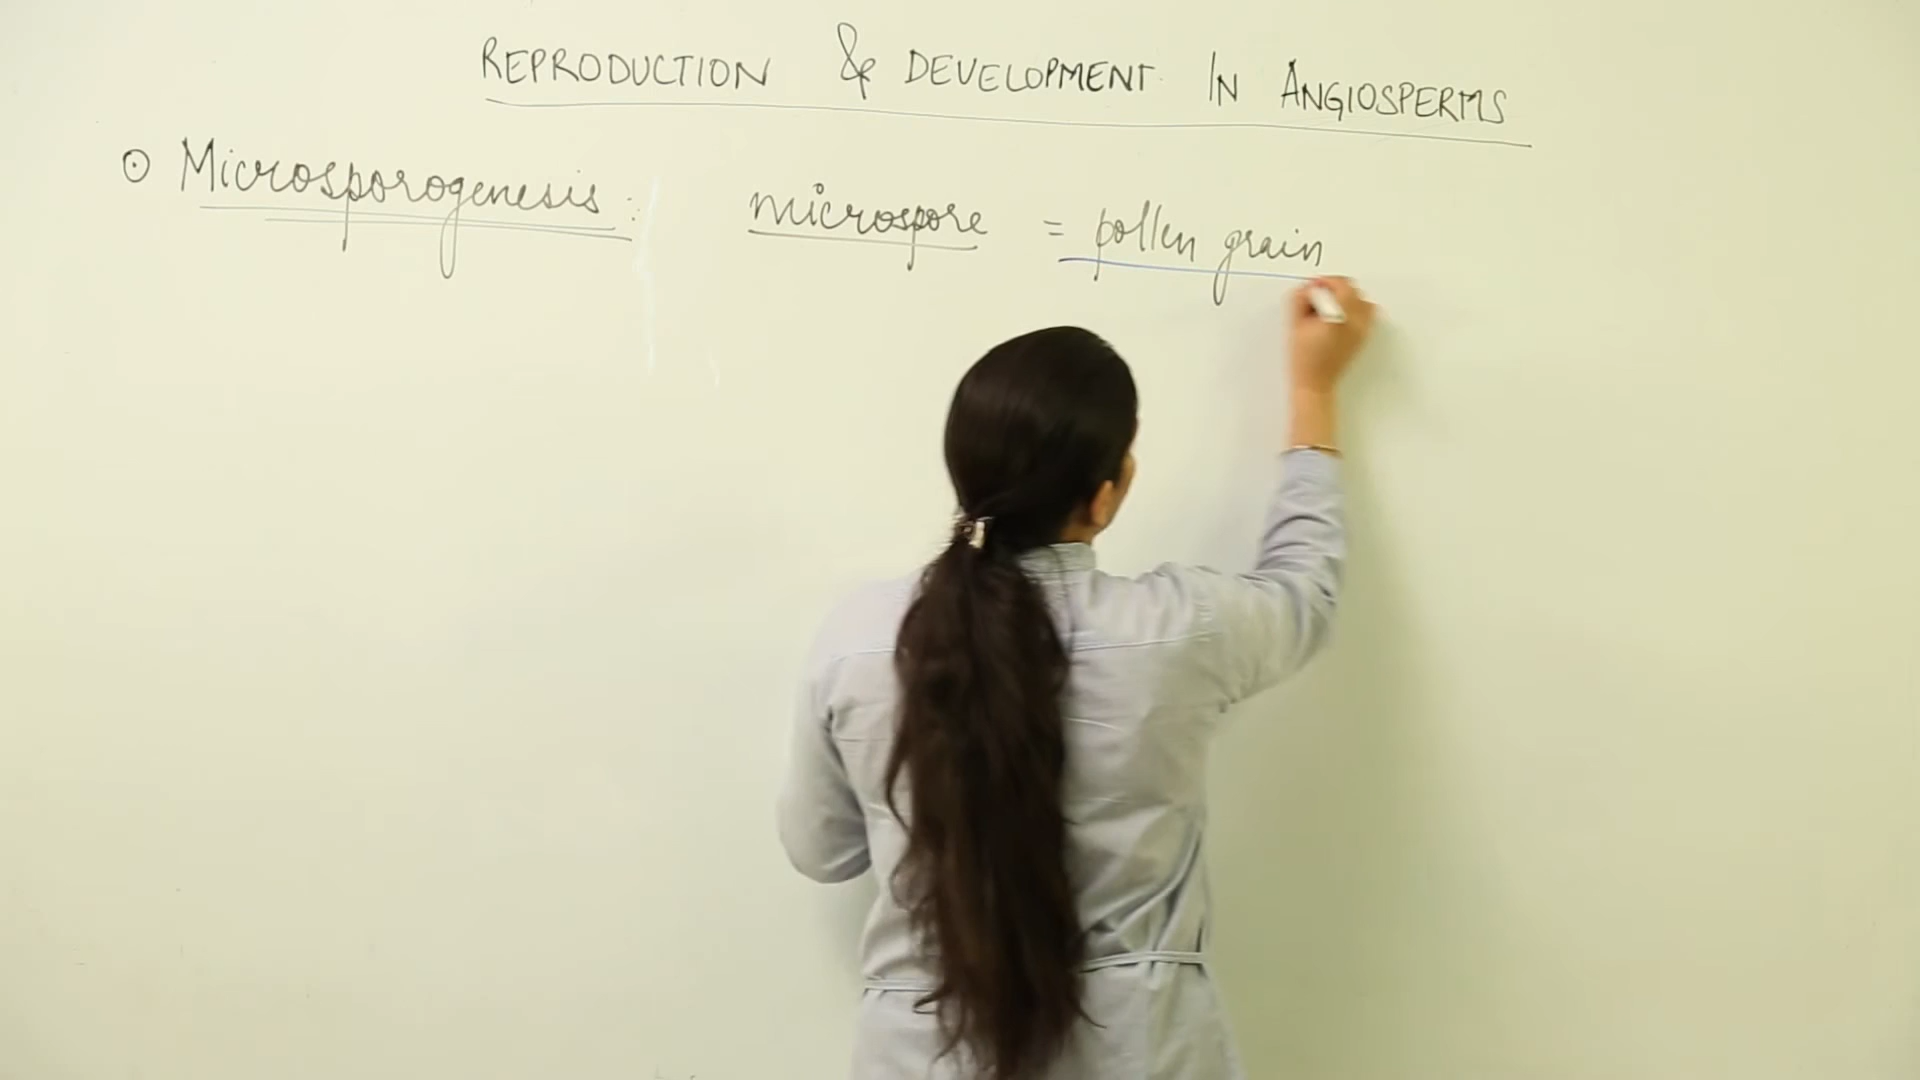 REPRODUCTION & DEVELOPMENT IN ANGIOSPERMS
⊙ Microsporogenesis: microspore = pollen grain